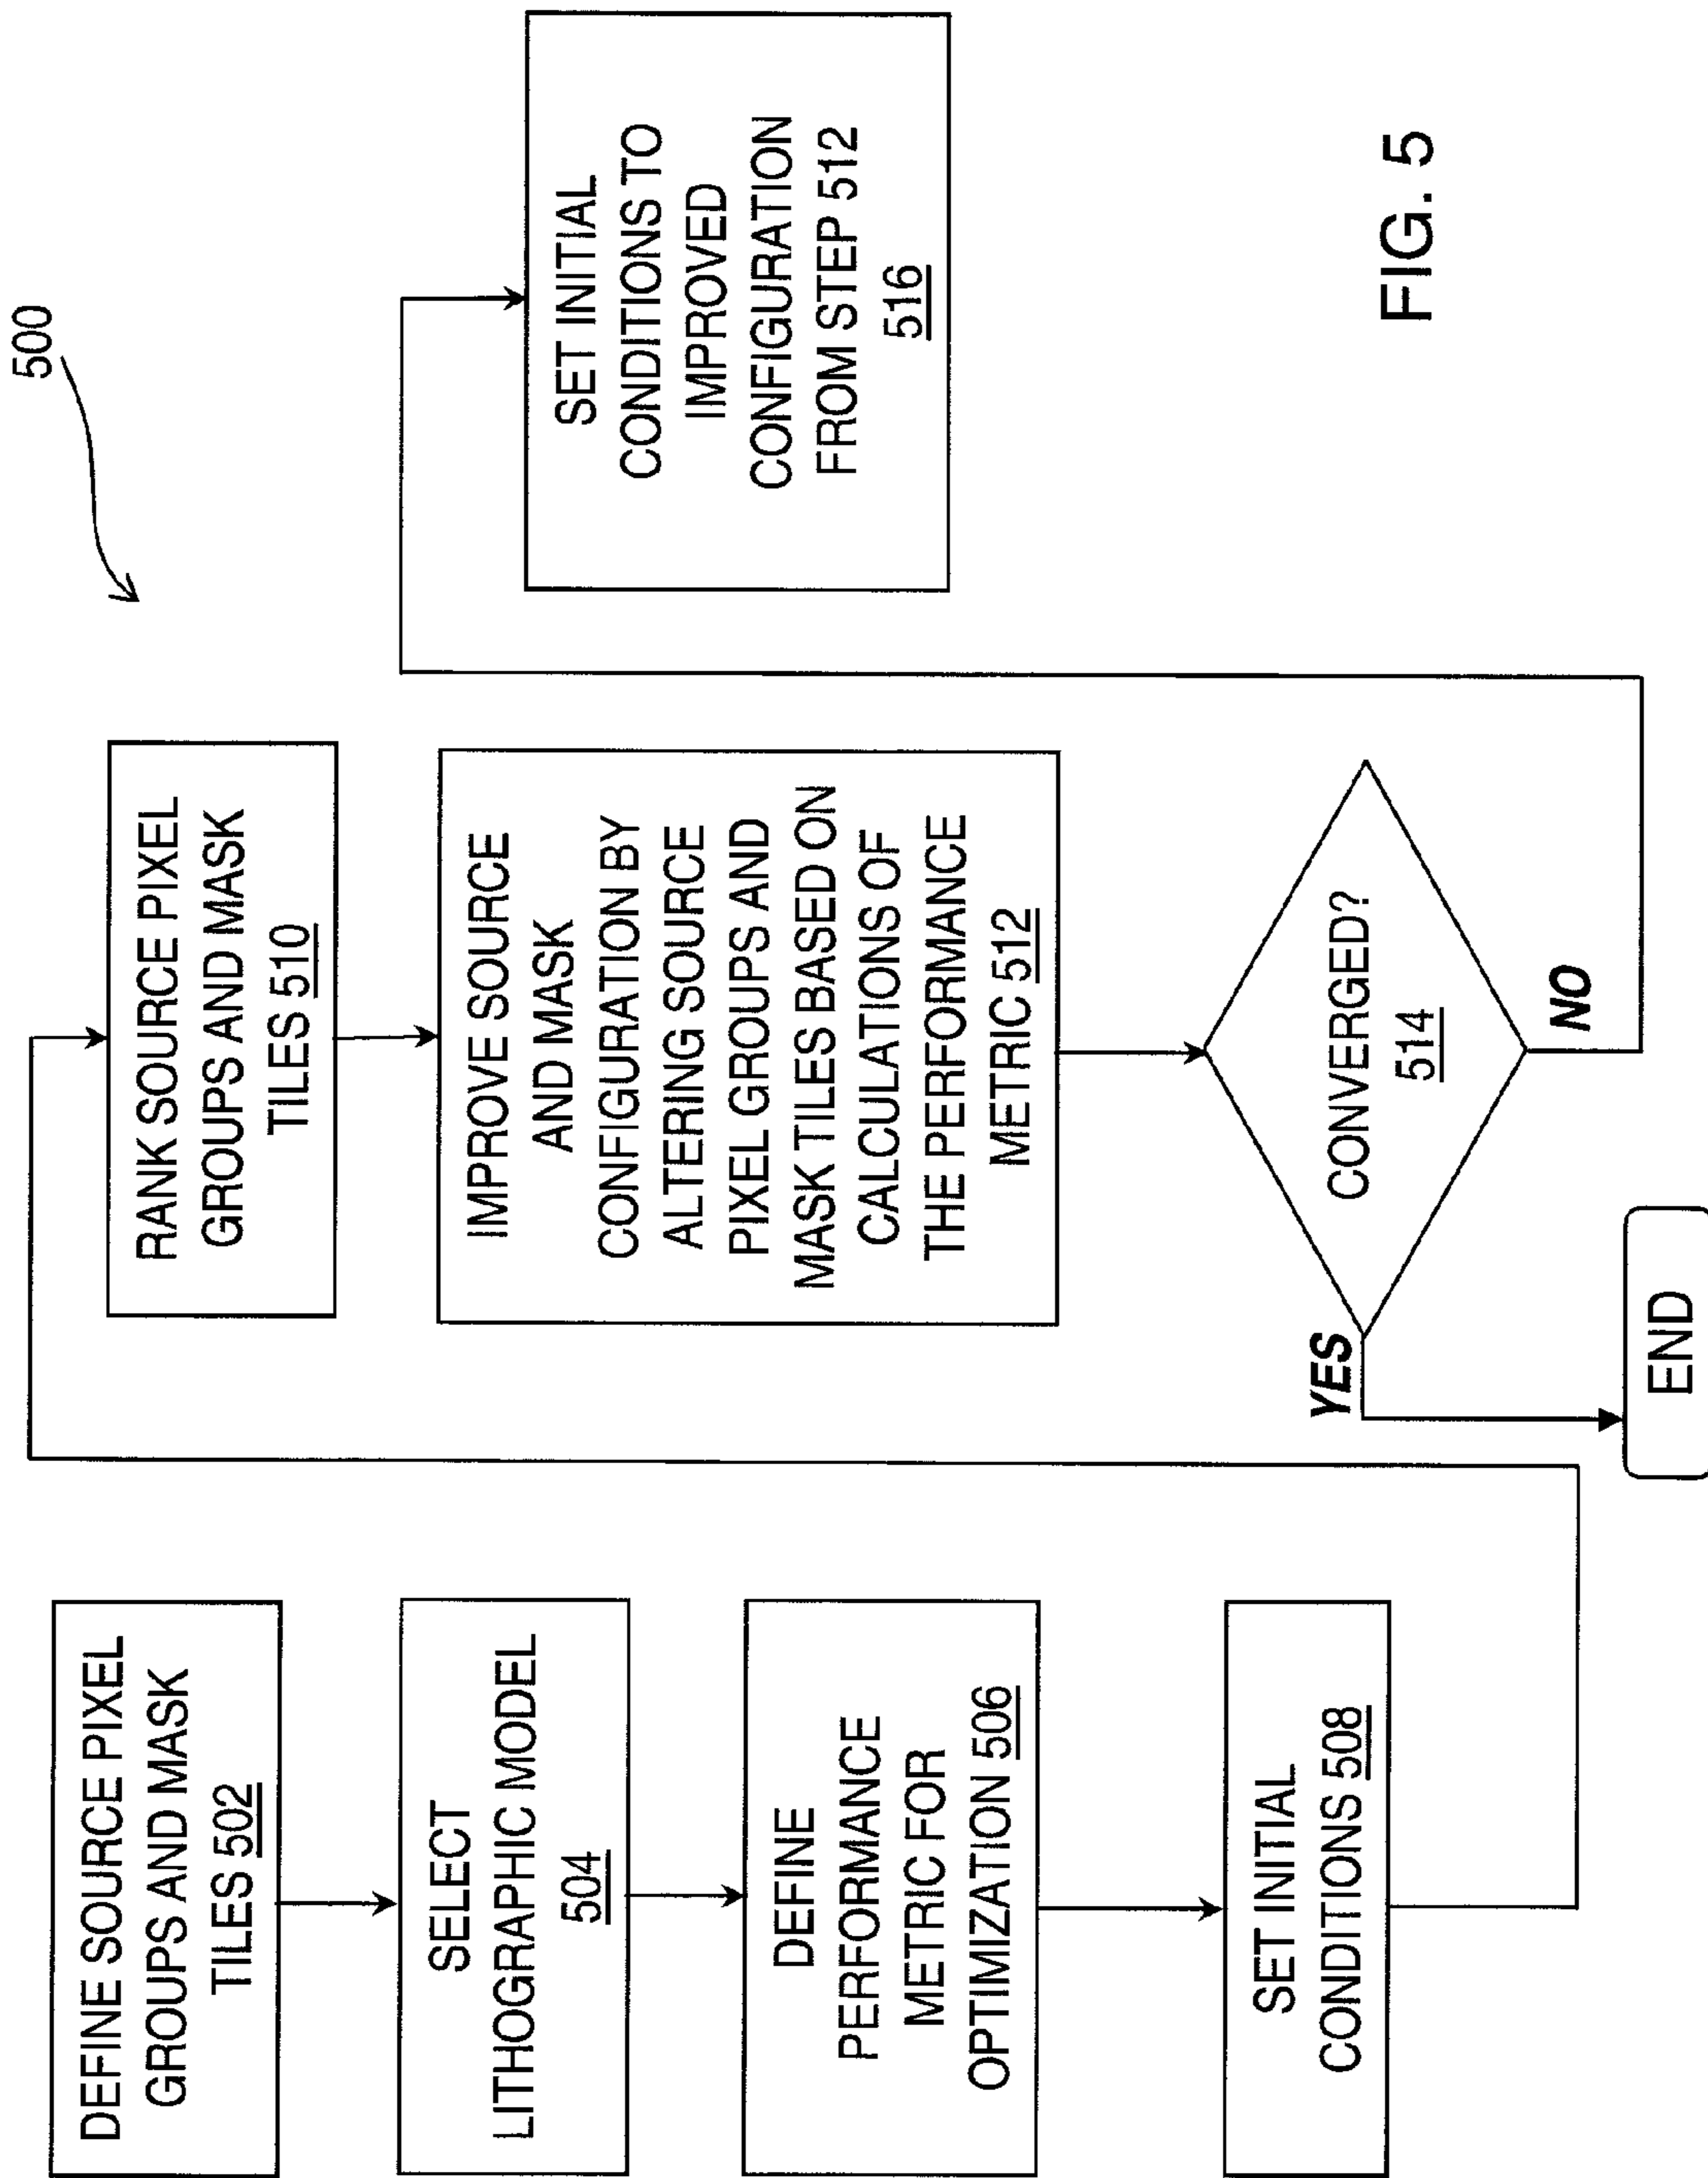 500
DEFINE SOURCE PIXEL
GROUPS AND MASK
TILES 502
SELECT
LITHOGRAPHIC MODEL
504
DEFINE
PERFORMANCE
METRIC FOR
OPTIMIZATION 506
SET INITIAL
CONDITIONS 508
RANK SOURCE PIXEL
GROUPS AND MASK
TILES 510
IMPROVE SOURCE
AND MASK
CONFIGURATION BY
ALTERING SOURCE
PIXEL GROUPS AND
MASK TILES BASED ON
CALCULATIONS OF
THE PERFORMANCE
METRIC 512
CONVERGED?
514
YES
NO
END
SET INITIAL
CONDITIONS TO
IMPROVED
CONFIGURATION
FROM STEP 512
516
FIG. 5